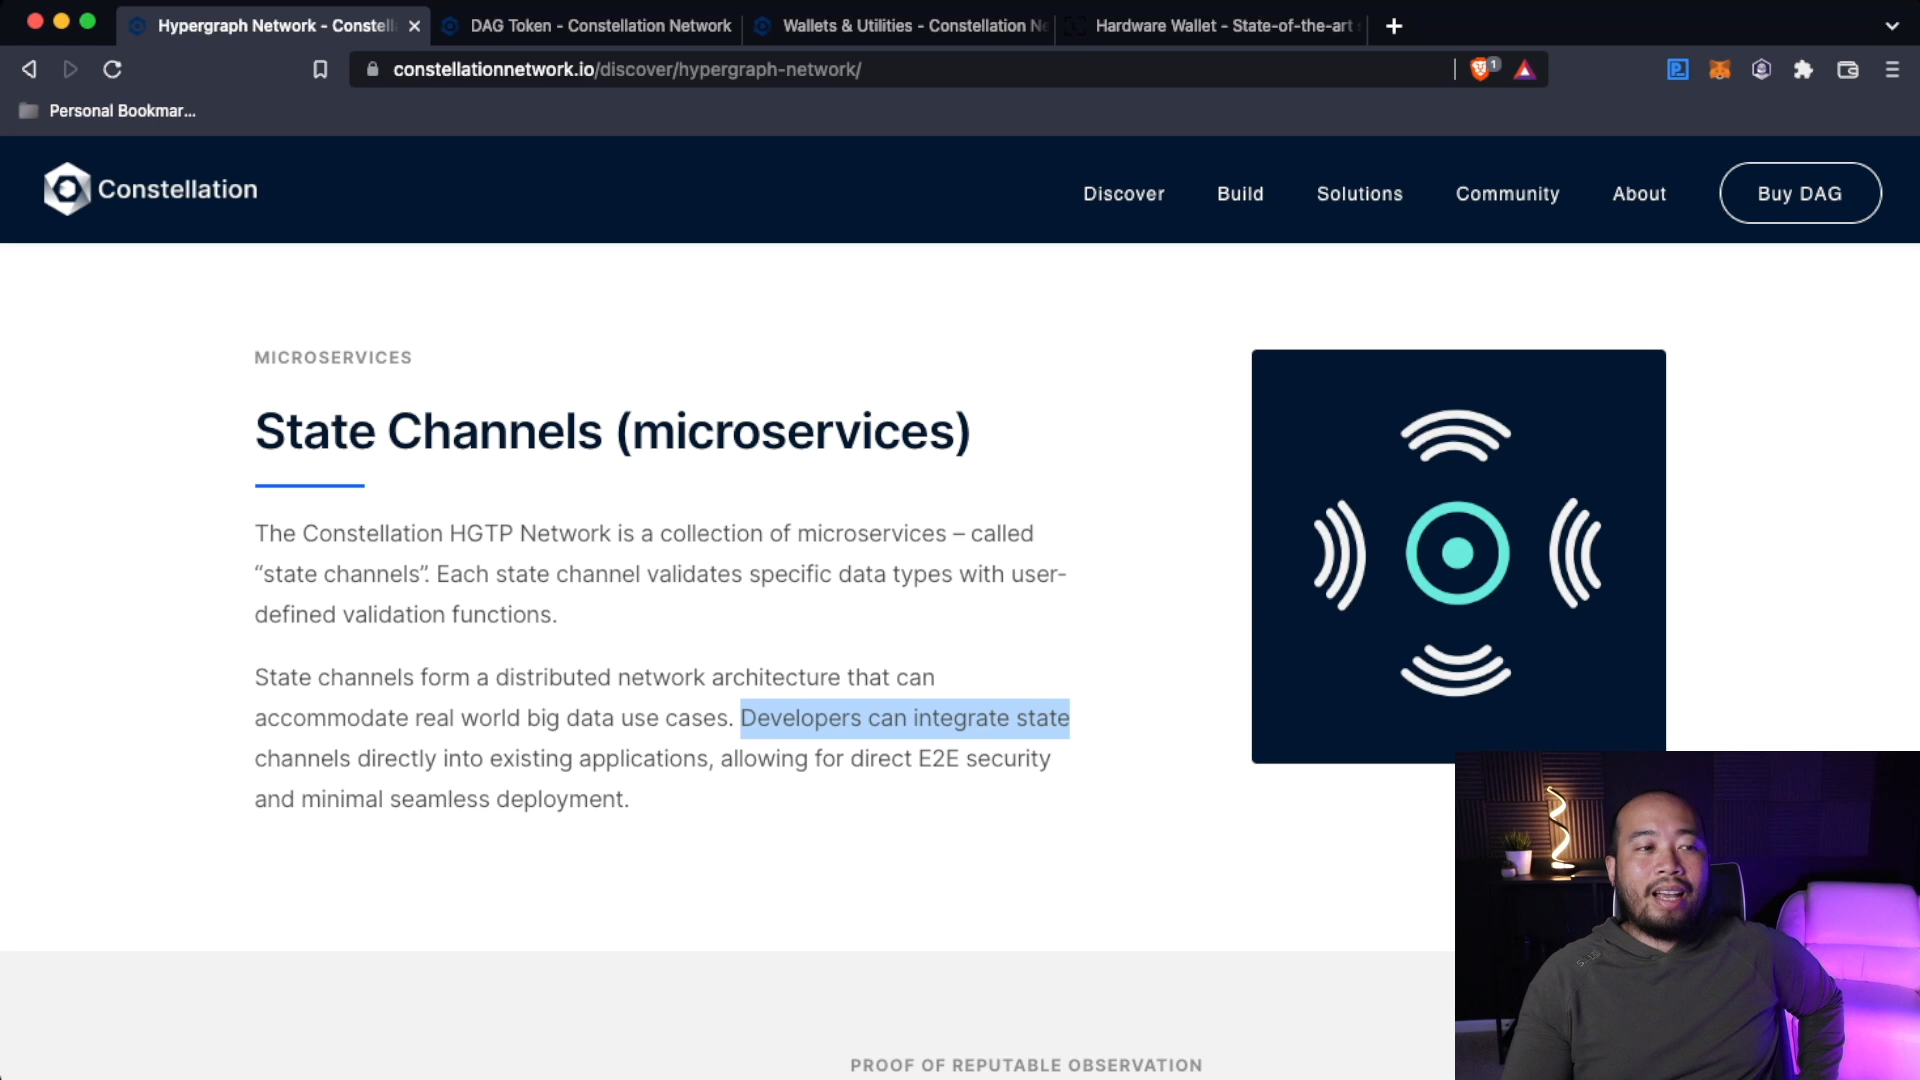 Hypergraph Network - Constell
DAG Token - Constellation Network
Wallets & Utilities - Constellation Ne
Hardware Wallet - State-of-the-art
constellationnetwork.io/discover/hypergraph-network/
1
Personal Bookmar...
Constellation
Discover
Build
Solutions
Community
About
Buy DAG
MICROSERVICES
State Channels (microservices)
The Constellation HGTP Network is a collection of microservices – called
“state channels”. Each state channel validates specific data types with user-
defined validation functions.
State channels form a distributed network architecture that can
accommodate real world big data use cases. Developers can integrate state
channels directly into existing applications, allowing for direct E2E security
and minimal seamless deployment.
PROOF OF REPUTABLE OBSERVATION